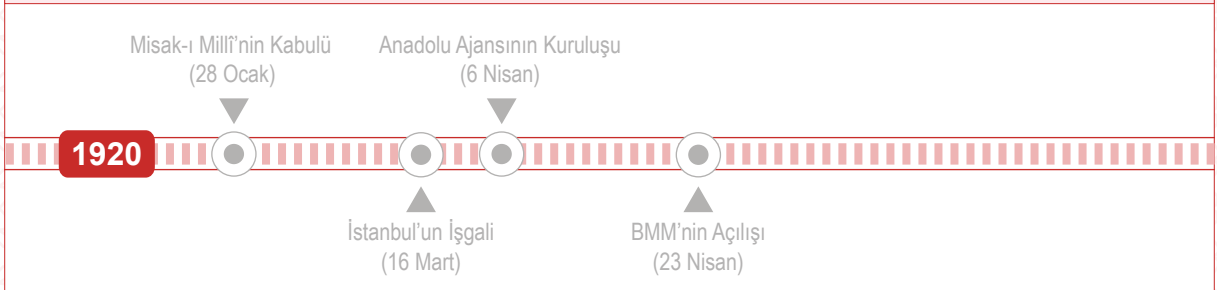 Misak-ı Millî’nin Kabulü
(28 Ocak)
Anadolu Ajansının Kuruluşu
(6 Nisan)
1920
İstanbul’un İşgali
(16 Mart)
BMM’nin Açılışı
(23 Nisan)